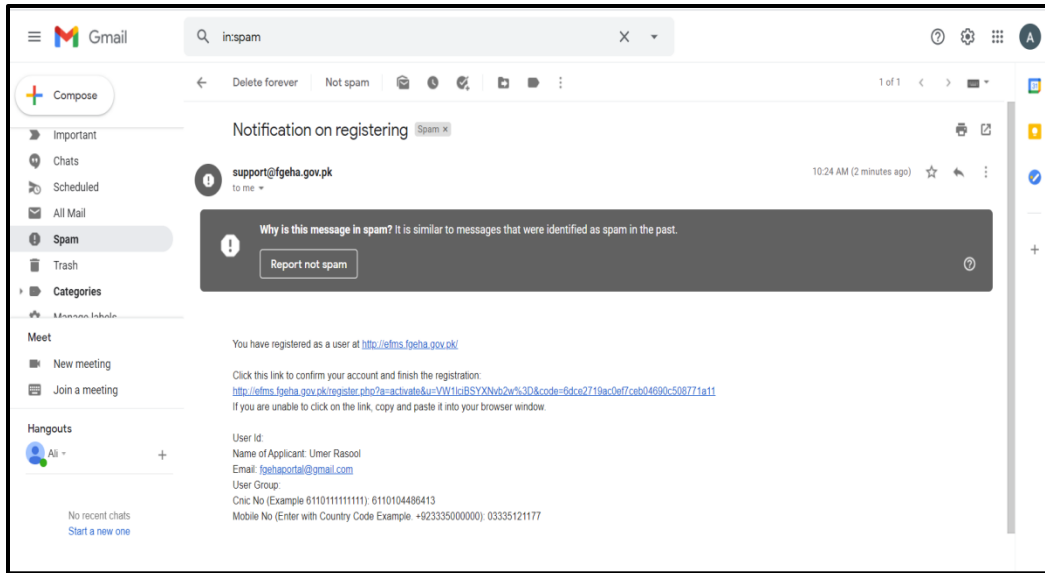 Gmail
in:spam
A
Compose
Delete forever
Not spam
1 of 1
Important
Chats
Scheduled
All Mail
Spam
Trash
Categories
Manage labels
Meet
New meeting
Join a meeting
Hangouts
Ali
No recent chats
Start a new one
Notification on registering
Spam ×
support@fgeha.gov.pk
to me
10:24 AM (2 minutes ago)
Why is this message in spam? It is similar to messages that were identified as spam in the past.
Report not spam
You have registered as a user at http://efms.fgeha.gov.pk/
Click this link to confirm your account and finish the registration:
http://efms.fgeha.gov.pk/register.php?a=activate&u=VW1lciBSYXNvb2w%3D&code=6dce2719ac0ef7ceb04690c508771a11
If you are unable to click on the link, copy and paste it into your browser window.
User Id:
Name of Applicant: Umer Rasool
Email: fgehaportal@gmail.com
User Group:
Cnic No (Example 6110111111111): 6110104486413
Mobile No (Enter with Country Code Example. +923335000000): 03335121177